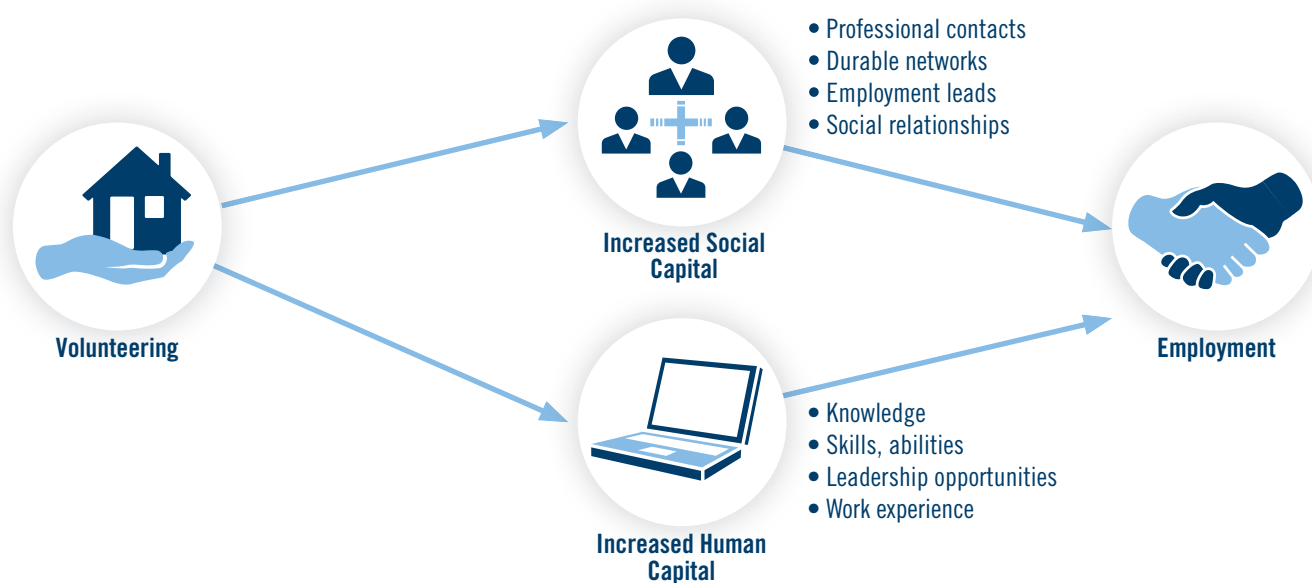 Volunteering
• Professional contacts
• Durable networks
• Employment leads
• Social relationships
Increased Social
Capital
Increased Human
Capital
• Knowledge
• Skills, abilities
• Leadership opportunities
• Work experience
Employment